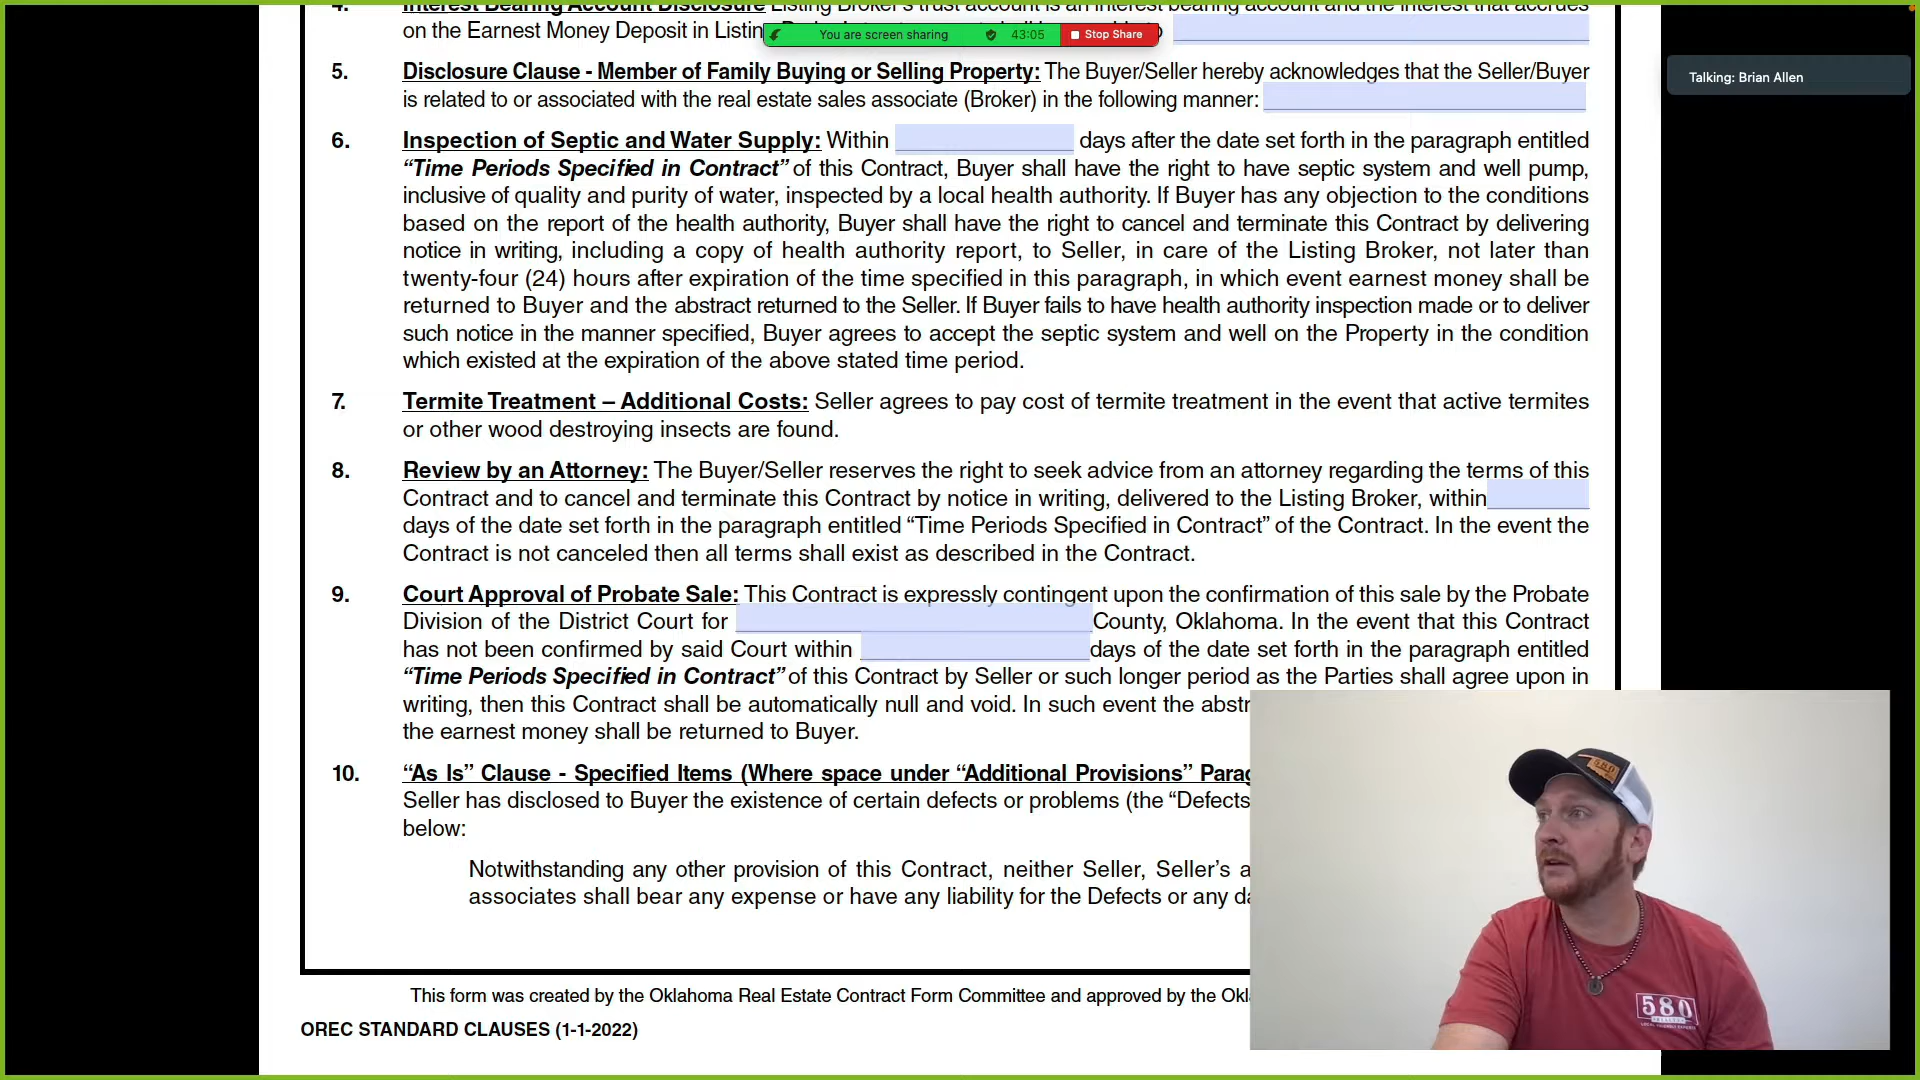 4. Interest Bearing Account Disclosure Listing Broker's trust account is an interest bearing account and the interest that accrues
on the Earnest Money Deposit in Listing
You are screen sharing 43:05 Stop Share
Talking: Brian Allen
5. Disclosure Clause - Member of Family Buying or Selling Property: The Buyer/Seller hereby acknowledges that the Seller/Buyer
is related to or associated with the real estate sales associate (Broker) in the following manner:
6. Inspection of Septic and Water Supply: Within days after the date set forth in the paragraph entitled
“Time Periods Specified in Contract” of this Contract, Buyer shall have the right to have septic system and well pump,
inclusive of quality and purity of water, inspected by a local health authority. If Buyer has any objection to the conditions
based on the report of the health authority, Buyer shall have the right to cancel and terminate this Contract by delivering
notice in writing, including a copy of health authority report, to Seller, in care of the Listing Broker, not later than
twenty-four (24) hours after expiration of the time specified in this paragraph, in which event earnest money shall be
returned to Buyer and the abstract returned to the Seller. If Buyer fails to have health authority inspection made or to deliver
such notice in the manner specified, Buyer agrees to accept the septic system and well on the Property in the condition
which existed at the expiration of the above stated time period.
7. Termite Treatment – Additional Costs: Seller agrees to pay cost of termite treatment in the event that active termites
or other wood destroying insects are found.
8. Review by an Attorney: The Buyer/Seller reserves the right to seek advice from an attorney regarding the terms of this
Contract and to cancel and terminate this Contract by notice in writing, delivered to the Listing Broker, within
days of the date set forth in the paragraph entitled “Time Periods Specified in Contract” of the Contract. In the event the
Contract is not canceled then all terms shall exist as described in the Contract.
9. Court Approval of Probate Sale: This Contract is expressly contingent upon the confirmation of this sale by the Probate
Division of the District Court for County, Oklahoma. In the event that this Contract
has not been confirmed by said Court within days of the date set forth in the paragraph entitled
“Time Periods Specified in Contract” of this Contract by Seller or such longer period as the Parties shall agree upon in
writing, then this Contract shall be automatically null and void. In such event the abstr
the earnest money shall be returned to Buyer.
10. “As Is” Clause - Specified Items (Where space under “Additional Provisions” Parag
Seller has disclosed to Buyer the existence of certain defects or problems (the “Defects
below:
Notwithstanding any other provision of this Contract, neither Seller, Seller’s a
associates shall bear any expense or have any liability for the Defects or any da
This form was created by the Oklahoma Real Estate Contract Form Committee and approved by the Okl
OREC STANDARD CLAUSES (1-1-2022)
580
580